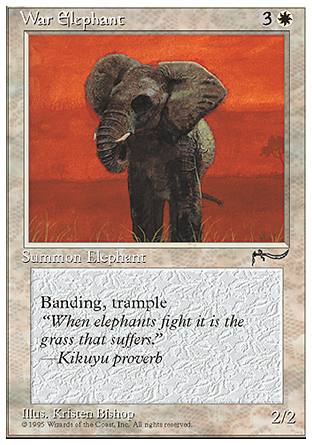 War Elephant 3
Summon Elephant
Banding, trample
“When elephants fight it is the
grass that suffers.”
—Kikuyu proverb
Illus. Kristen Bishop
©1995 Wizards of the Coast, Inc. All rights reserved. 2/2